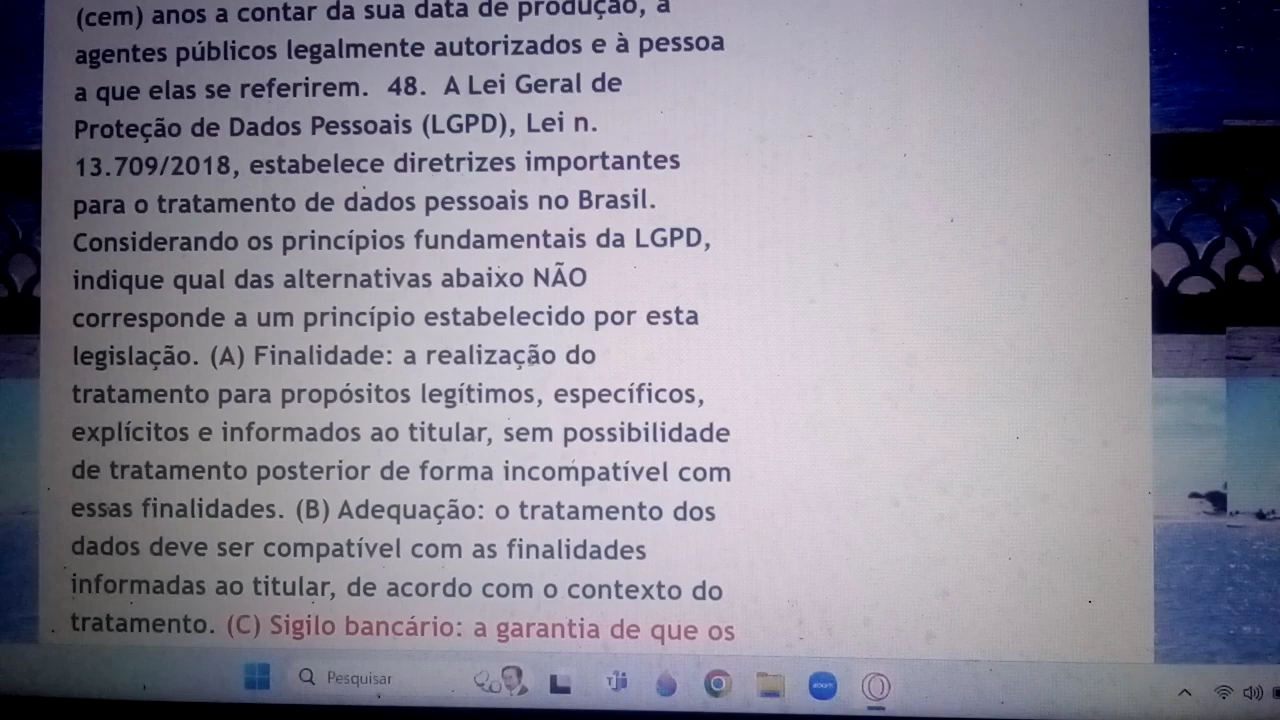 (cem) anos a contar da sua data de produção, a
agentes públicos legalmente autorizados e à pessoa
a que elas se referirem. 48. A Lei Geral de
Proteção de Dados Pessoais (LGPD), Lei n.
13.709/2018, estabelece diretrizes importantes
para o tratamento de dados pessoais no Brasil.
Considerando os princípios fundamentais da LGPD,
indique qual das alternativas abaixo NÃO
corresponde a um princípio estabelecido por esta
legislação. (A) Finalidade: a realização do
tratamento para propósitos legítimos, específicos,
explícitos e informados ao titular, sem possibilidade
de tratamento posterior de forma incompatível com
essas finalidades. (B) Adequação: o tratamento dos
dados deve ser compatível com as finalidades
informadas ao titular, de acordo com o contexto do
tratamento. (C) Sigilo bancário: a garantia de que os
Pesquisar
zoom